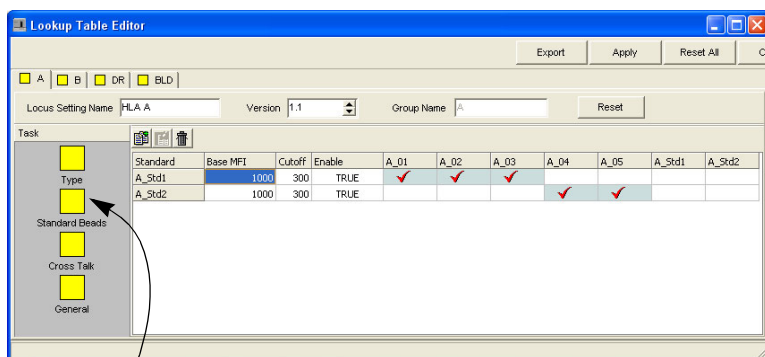 Lookup Table Editor
Export Apply Reset All C
A B DR BLD
Locus Setting Name HLA A Version 1.1 Group Name A Reset
Task
Standard Base MFI Cutoff Enable A_01 A_02 A_03 A_04 A_05 A_Std1 A_Std2
A_Std1 1000 300 TRUE
A_Std2 1000 300 TRUE
Type
Standard Beads
Cross Talk
General